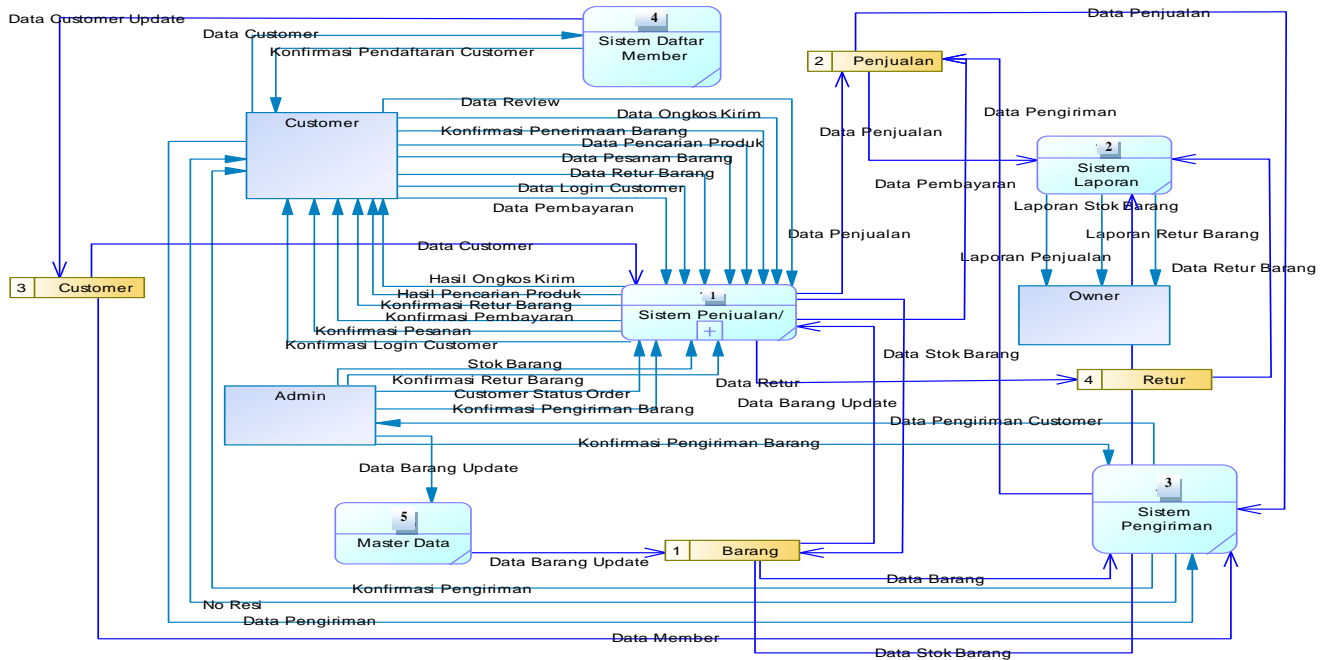 Data Customer Update
4
Data Penjualan
Data Customer
Sistem Daftar
Member
Konfirmasi Pendaftaran Customer
2 Penjualan
Data Review
Data Ongkos Kirim
Data Pengiriman
Customer
Konfirmasi Penerimaan Barang
Data Penjualan
Data Pencarian Produk
2
Data Pesanan Barang
Sistem
Laporan
Data Retur Barang
Data Pembayaran
Data Login Customer
Data Pembayaran
Laporan Stok Barang
Data Penjualan
Laporan Retur Barang
Data Customer
Laporan Penjualan
Data Retur Barang
Hasil Ongkos Kirim
3 Customer
Hasil Pencarian Produk
1
Owner
Konfirmasi Retur Barang
Sistem Penjualan/
Konfirmasi Pembayaran
Konfirmasi Pesanan
Konfirmasi Login Customer
Data Stok Barang
Stok Barang
Konfirmasi Retur Barang
Data Retur
4 Retur
Admin
Customer Status Order
Data Barang Update
Konfirmasi Pengiriman Barang
Data Pengiriman Customer
Konfirmasi Pengiriman Barang
Data Barang Update
3
Sistem
Pengiriman
5
Master Data
1 Barang
Data Barang Update
Data Barang
Konfirmasi Pengiriman
No Resi
Data Pengiriman
Data Member
Data Stok Barang